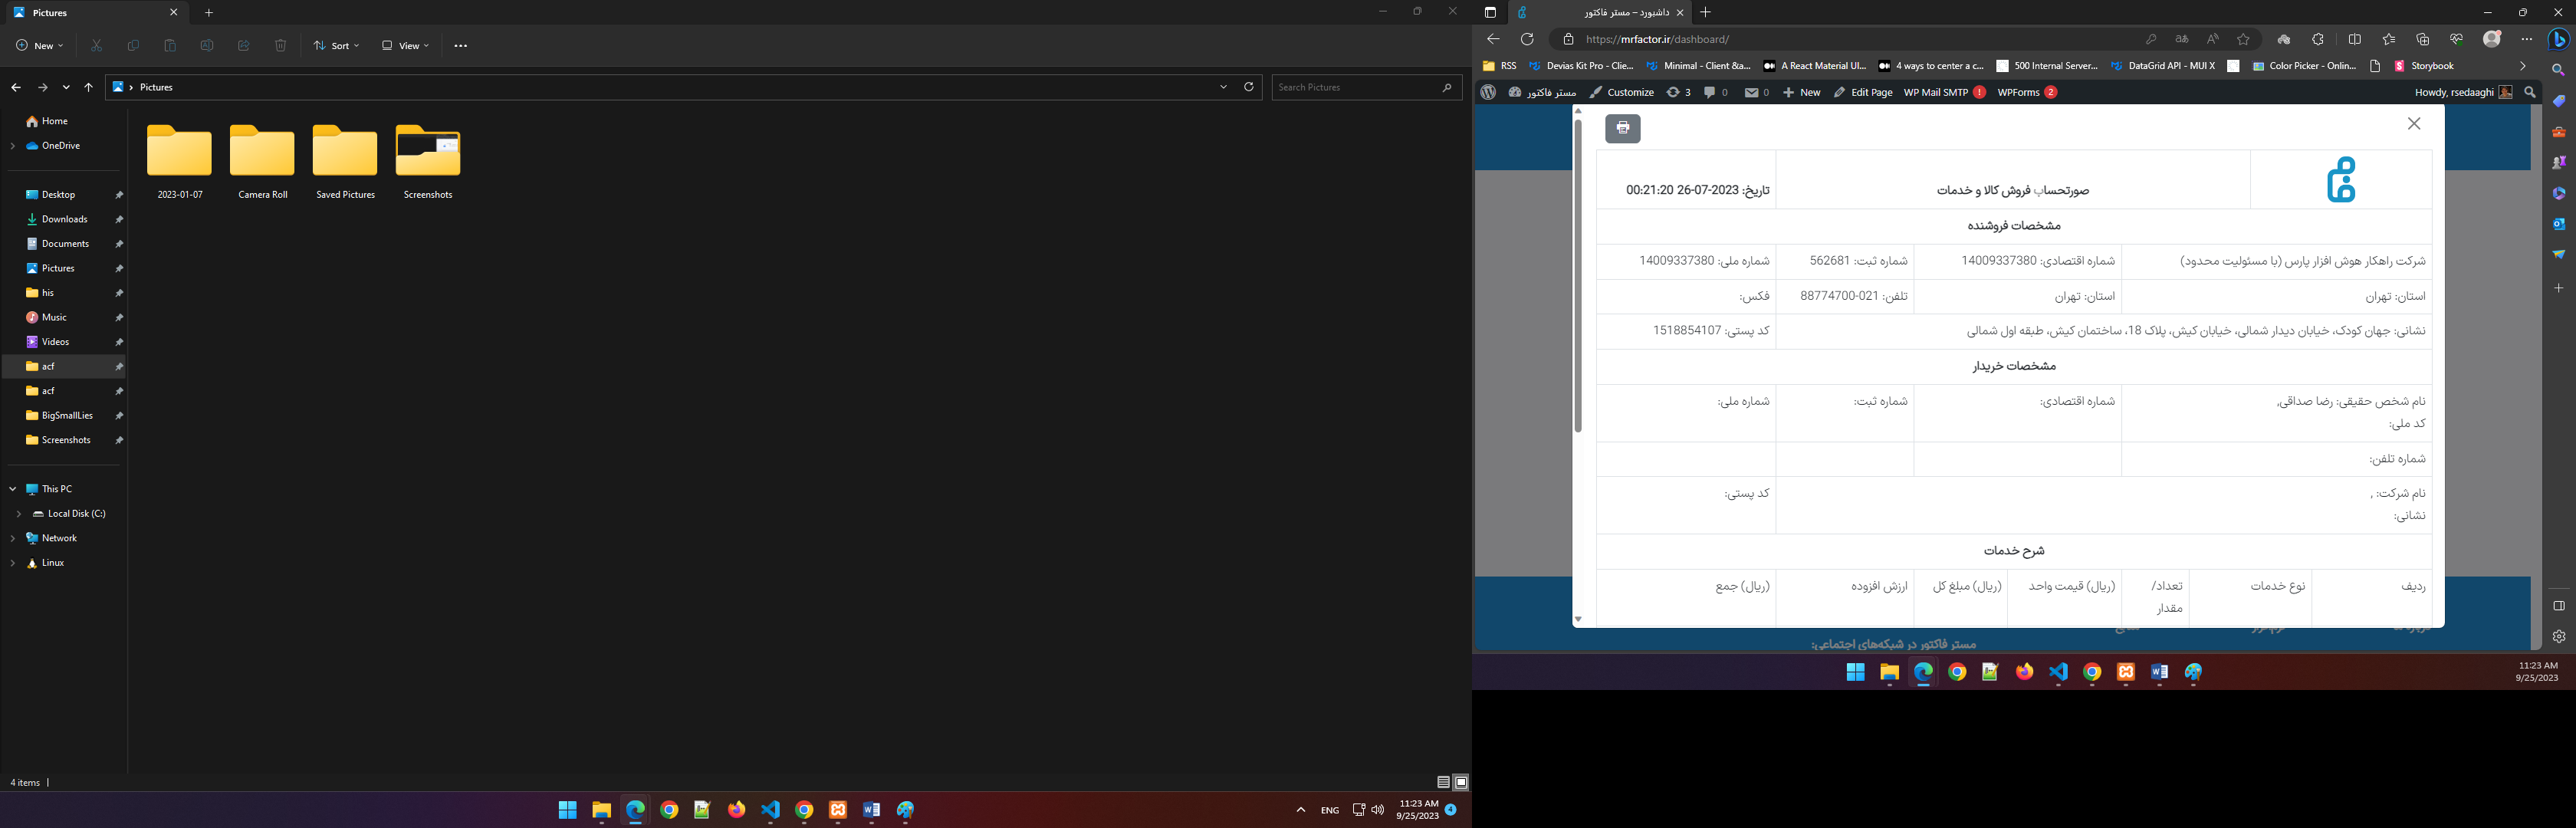 Pictures
New
Sort
View
Pictures
Search Pictures
Home
OneDrive
Desktop
Downloads
Documents
Pictures
his
Music
Videos
acf
acf
BigSmallLies
Screenshots
This PC
Local Disk (C:)
Network
Linux
2023-01-07
Camera Roll
Saved Pictures
Screenshots
4 items
ENG
11:23 AM
9/25/2023
4
داشبورد – مستر فاکتور
https://mrfactor.ir/dashboard/
RSS
Devias Kit Pro - Clie...
Minimal - Client &a...
A React Material UI...
4 ways to center a c...
500 Internal Server...
DataGrid API - MUI X
Color Picker - Onlin...
Storybook
مستر فاکتور
Customize
3
0
0
New
Edit Page
WP Mail SMTP !
WPForms 2
Howdy, rsedaaghi
صورتحساب فروش کالا و خدمات
تاریخ: 2023-07-26 00:21:20
مشخصات فروشنده
شرکت راهکار هوش افزار پارس (با مسئولیت محدود)
شماره اقتصادی: 14009337380
شماره ثبت: 562681
شماره ملی: 14009337380
استان: تهران
استان: تهران
تلفن: 021-88774700
فکس:
نشانی: جهان کودک، خیابان دیدار شمالی، خیابان کیش، پلاک 18، ساختمان کیش، طبقه اول شمالی
کد پستی: 1518854107
مشخصات خریدار
نام شخص حقیقی: رضا صداقی,
کد ملی:
شماره اقتصادی:
شماره ثبت:
شماره ملی:
شماره تلفن:
نام شرکت: ,
نشانی:
کد پستی:
شرح خدمات
ردیف
نوع خدمات
تعداد/
مقدار
(ریال) قیمت واحد
(ریال) مبلغ کل
ارزش افزوده
(ریال) جمع
مستر فاکتور در شبکه‌های اجتماعی:
11:23 AM
9/25/2023